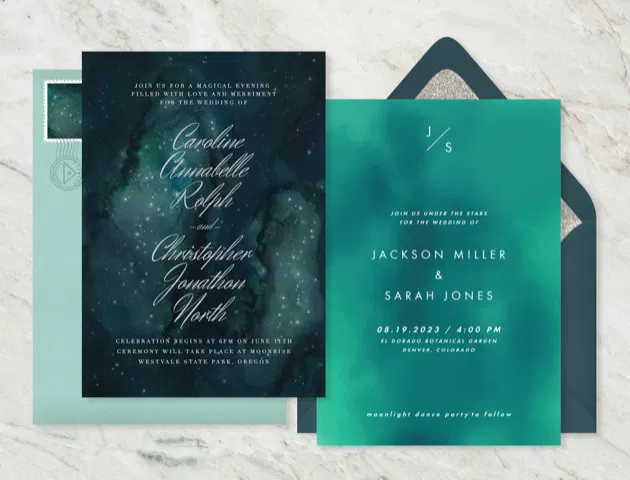 JOIN US FOR A MAGICAL EVENING
FILLED WITH LOVE AND MERRIMENT
FOR THE WEDDING OF
Caroline
Annabelle
Rolph
—and—
Christopher
Jonathon
North
CELEBRATION BEGINS AT 6PM ON JUNE 15TH
CEREMONY WILL TAKE PLACE AT MOONRISE
WESTVALE STATE PARK, OREGON
J/S
JOIN US UNDER THE STARS
FOR THE WEDDING OF
JACKSON MILLER
&
SARAH JONES
08.19.2023 / 4:00 PM
EL DORADO BOTANICAL GARDEN
DENVER, COLORADO
moonlight dance party to follow